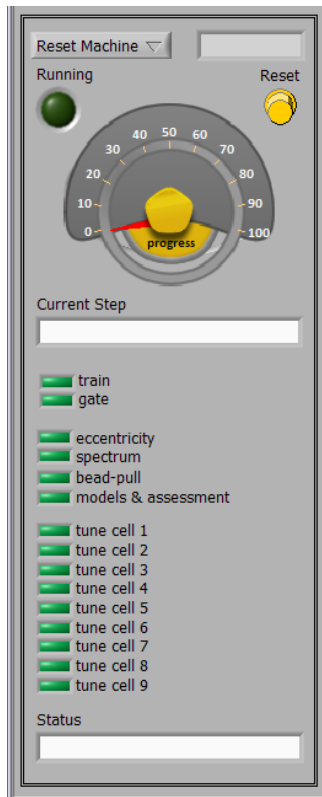 Reset Machine
Running
Reset
0
10
20
30
40
50
60
70
80
90
100
progress
Current Step
train
gate
eccentricity
spectrum
bead-pull
models & assessment
tune cell 1
tune cell 2
tune cell 3
tune cell 4
tune cell 5
tune cell 6
tune cell 7
tune cell 8
tune cell 9
Status